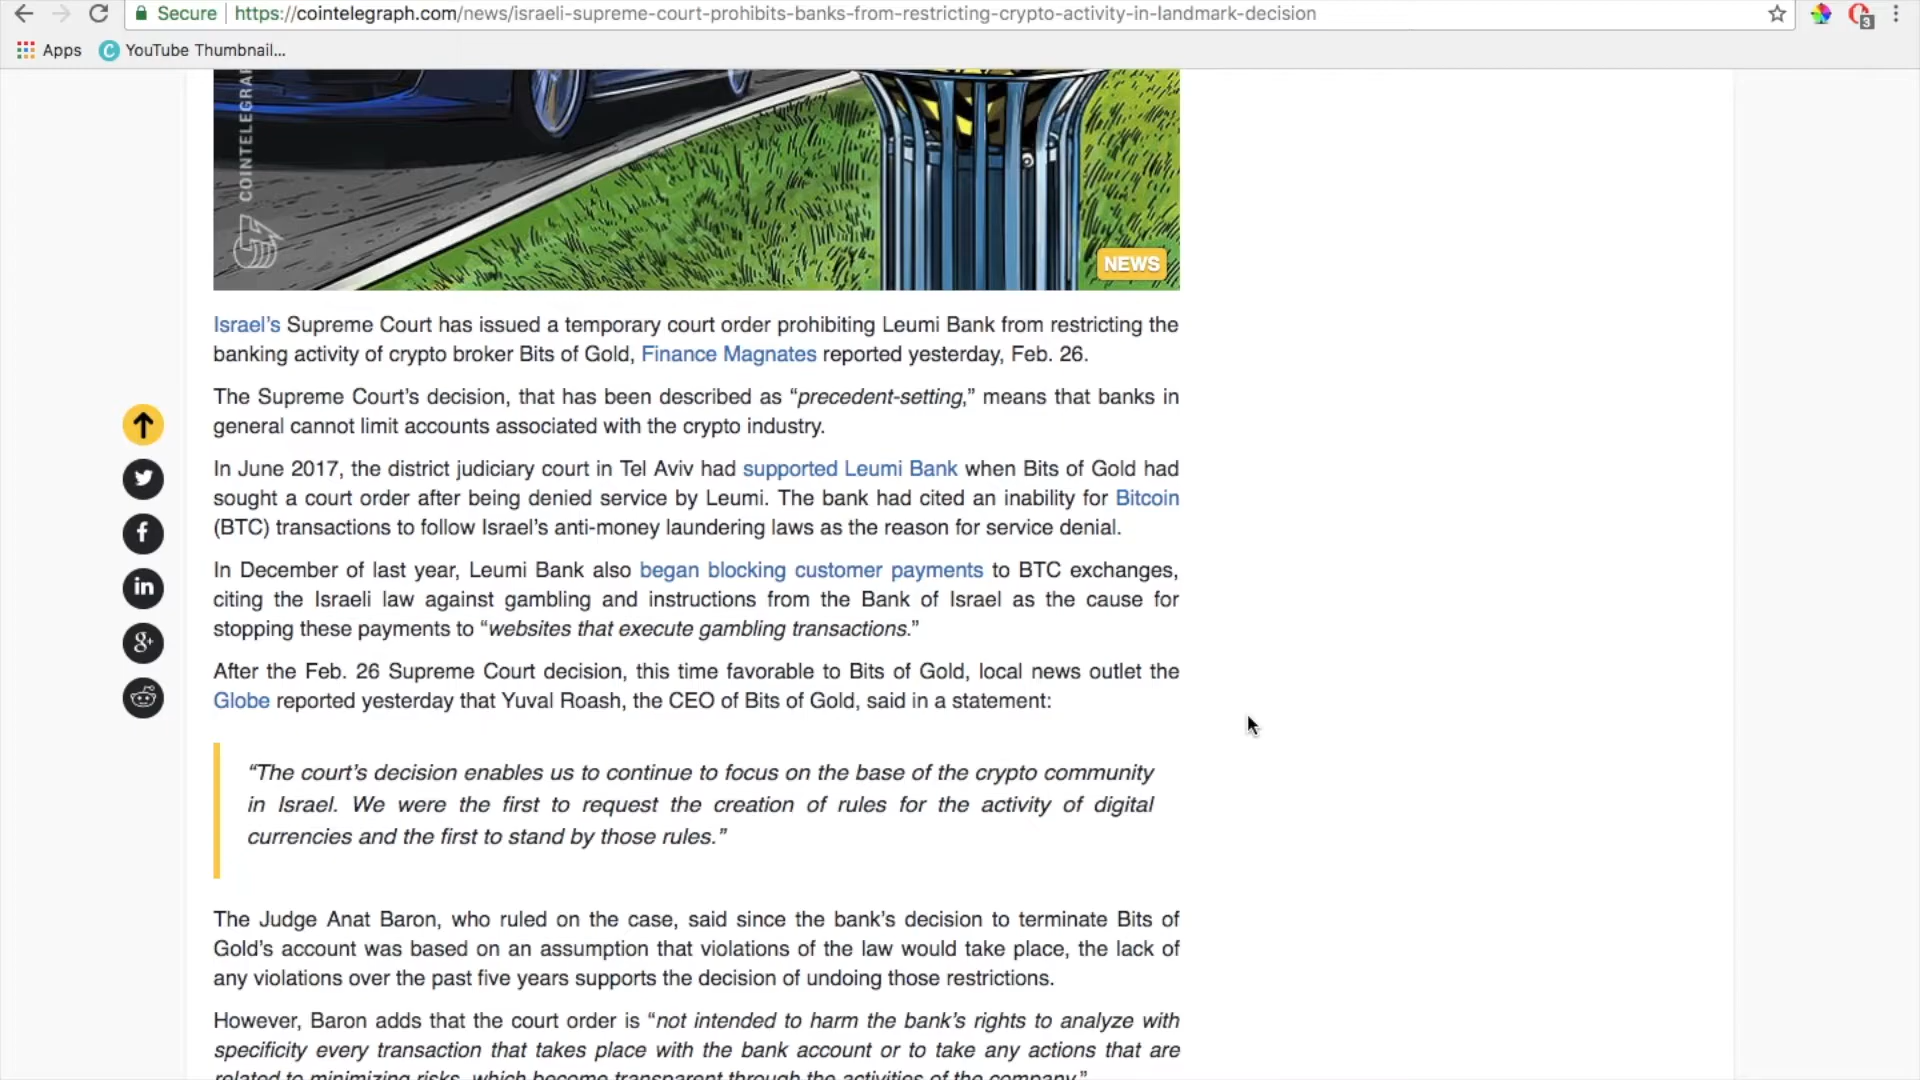 Secure https://cointelegraph.com/news/israeli-supreme-court-prohibits-banks-from-restricting-crypto-activity-in-landmark-decision
3
Apps YouTube Thumbnail...
COINTELEGRAP
NEWS
Israel’s Supreme Court has issued a temporary court order prohibiting Leumi Bank from restricting the
banking activity of crypto broker Bits of Gold, Finance Magnates reported yesterday, Feb. 26.
The Supreme Court’s decision, that has been described as “precedent-setting,” means that banks in
general cannot limit accounts associated with the crypto industry.
In June 2017, the district judiciary court in Tel Aviv had supported Leumi Bank when Bits of Gold had
sought a court order after being denied service by Leumi. The bank had cited an inability for Bitcoin
(BTC) transactions to follow Israel’s anti-money laundering laws as the reason for service denial.
In December of last year, Leumi Bank also began blocking customer payments to BTC exchanges,
citing the Israeli law against gambling and instructions from the Bank of Israel as the cause for
stopping these payments to “websites that execute gambling transactions.”
After the Feb. 26 Supreme Court decision, this time favorable to Bits of Gold, local news outlet the
Globe reported yesterday that Yuval Roash, the CEO of Bits of Gold, said in a statement:
“The court’s decision enables us to continue to focus on the base of the crypto community
in Israel. We were the first to request the creation of rules for the activity of digital
currencies and the first to stand by those rules.”
The Judge Anat Baron, who ruled on the case, said since the bank’s decision to terminate Bits of
Gold’s account was based on an assumption that violations of the law would take place, the lack of
any violations over the past five years supports the decision of undoing those restrictions.
However, Baron adds that the court order is “not intended to harm the bank’s rights to analyze with
specificity every transaction that takes place with the bank account or to take any actions that are
related to minimizing risks, which become transparent through the activities of the company.”